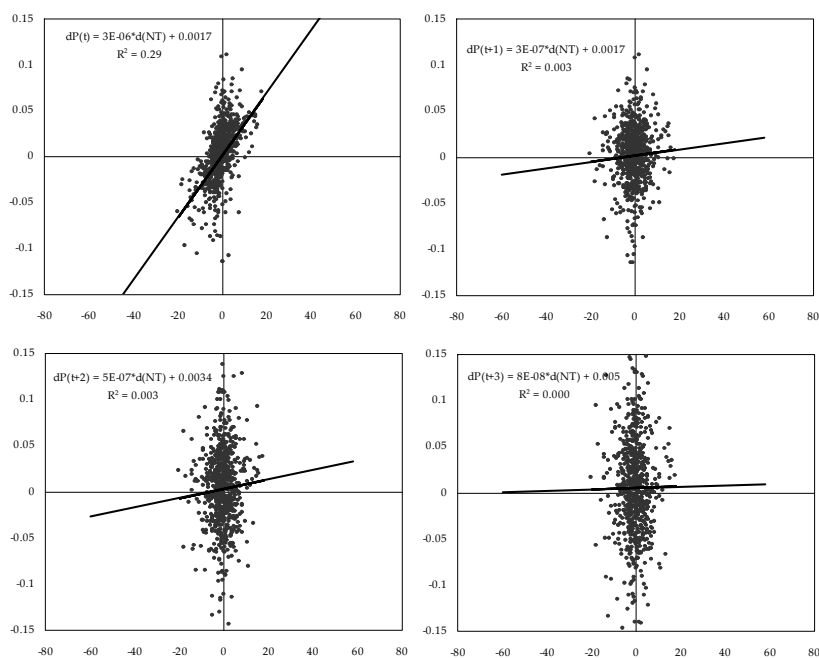 0.15
dP(t) = 3E-06*d(NT) + 0.0017
R² = 0.29
0.1
0.05
0
-0.05
-0.1
-0.15
-80 -60 -40 -20 0 20 40 60 80
0.15
dP(t+1) = 3E-07*d(NT) + 0.0017
R² = 0.003
0.1
0.05
0
-0.05
-0.1
-0.15
-80 -60 -40 -20 0 20 40 60 80
0.15
dP(t+2) = 5E-07*d(NT) + 0.0034
R² = 0.003
0.1
0.05
0
-0.05
-0.1
-0.15
-80 -60 -40 -20 0 20 40 60 80
0.15
dP(t+3) = 8E-08*d(NT) + 0.005
R² = 0.000
0.1
0.05
0
-0.05
-0.1
-0.15
-80 -60 -40 -20 0 20 40 60 80